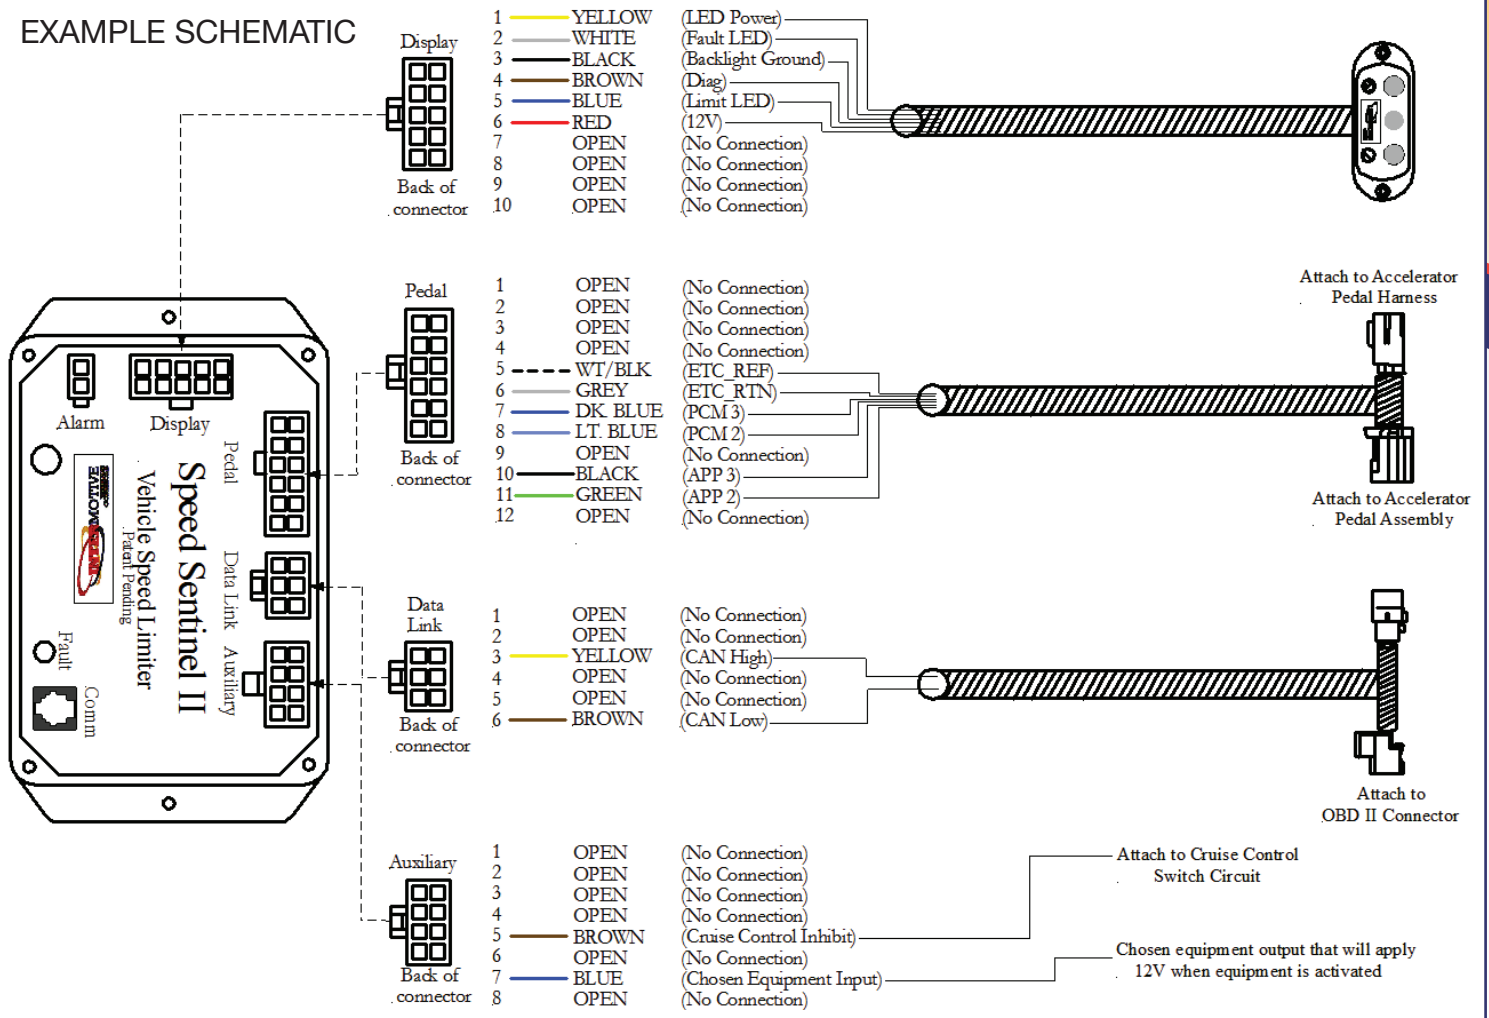 EXAMPLE SCHEMATIC
Display
Back of
connector
1 YELLOW (LED Power)
2 WHITE (Fault LED)
3 BLACK (Backlight Ground)
4 BROWN (Diag)
5 BLUE (Limit LED)
6 RED (12V)
7 OPEN (No Connection)
8 OPEN (No Connection)
9 OPEN (No Connection)
10 OPEN (No Connection)
Pedal
Back of
connector
1 OPEN (No Connection)
2 OPEN (No Connection)
3 OPEN (No Connection)
4 OPEN (No Connection)
5 WT/BLK (ETC_REF)
6 GREY (ETC_RTN)
7 DK. BLUE (PCM 3)
8 LT. BLUE (PCM 2)
9 OPEN (No Connection)
10 BLACK (APP 3)
11 GREEN (APP 2)
12 OPEN (No Connection)
Attach to Accelerator
Pedal Harness
Attach to Accelerator
Pedal Assembly
Alarm
Display
Pedal
Data Link
Auxiliary
Speed Sentinel II
Vehicle Speed Limiter
Patent Pending
Fault
Comm
Data
Link
Back of
connector
1 OPEN (No Connection)
2 OPEN (No Connection)
3 YELLOW (CAN High)
4 OPEN (No Connection)
5 OPEN (No Connection)
6 BROWN (CAN Low)
Attach to
OBD II Connector
Auxiliary
Back of
connector
1 OPEN (No Connection)
2 OPEN (No Connection)
3 OPEN (No Connection)
4 OPEN (No Connection)
5 BROWN (Cruise Control Inhibit)
6 OPEN (No Connection)
7 BLUE (Chosen Equipment Input)
8 OPEN (No Connection)
Attach to Cruise Control
Switch Circuit
Chosen equipment output that will apply
12V when equipment is activated